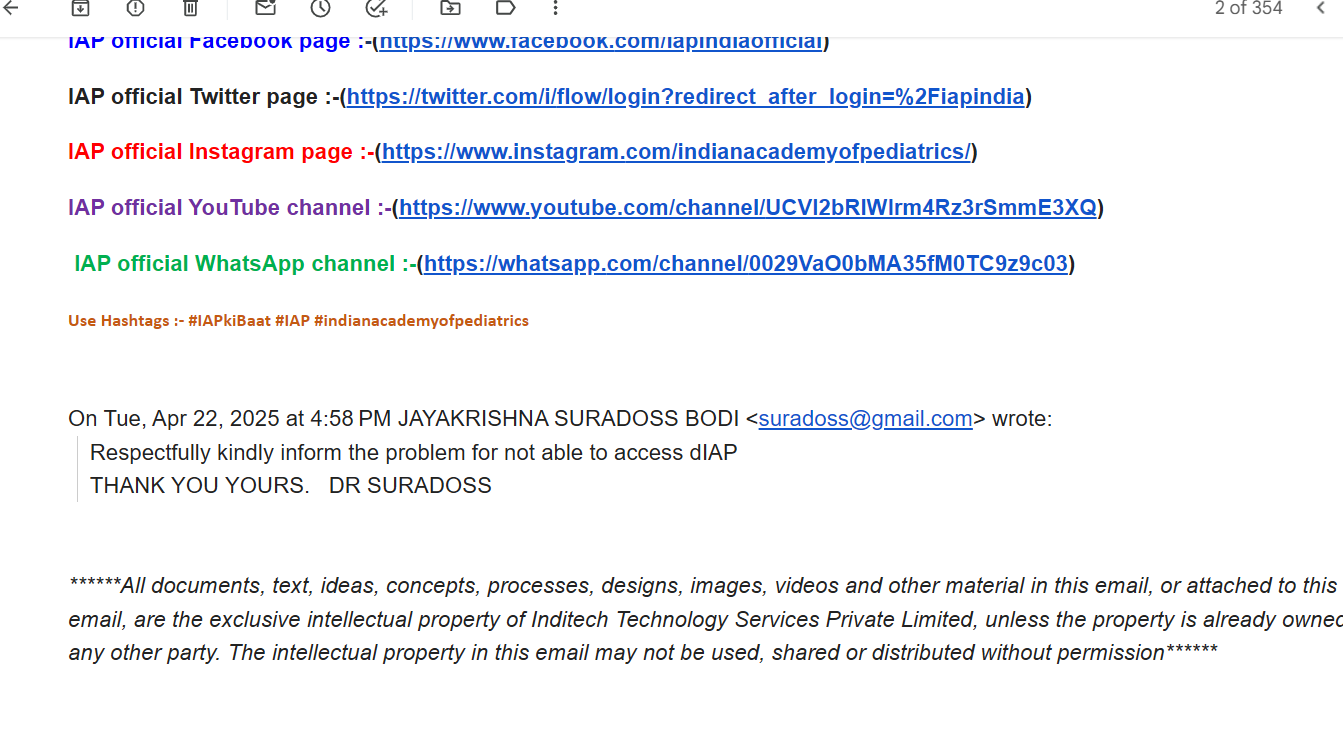 2 of 354
IAP official Facebook page :-(https://www.facebook.com/iapindiaofficial)
IAP official Twitter page :-(https://twitter.com/i/flow/login?redirect_after_login=%2Fiapindia)
IAP official Instagram page :-(https://www.instagram.com/indianacademyofpediatrics/)
IAP official YouTube channel :-(https://www.youtube.com/channel/UCVI2bRIWIrm4Rz3rSmmE3XQ)
IAP official WhatsApp channel :-(https://whatsapp.com/channel/0029VaO0bMA35fM0TC9z9c03)
Use Hashtags :- #IAPkiBaat #IAP #indianacademyofpediatrics
On Tue, Apr 22, 2025 at 4:58 PM JAYAKRISHNA SURADOSS BODI <suradoss@gmail.com> wrote:
Respectfully kindly inform the problem for not able to access dIAP
THANK YOU YOURS.   DR SURADOSS
******All documents, text, ideas, concepts, processes, designs, images, videos and other material in this email, or attached to this
email, are the exclusive intellectual property of Inditech Technology Services Private Limited, unless the property is already owned
any other party. The intellectual property in this email may not be used, shared or distributed without permission******